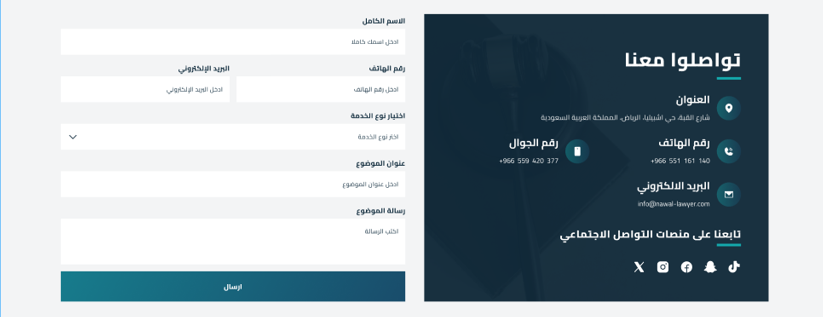 تواصلوا معنا
العنوان
شارع القبة، حي اشبيليا، الرياض، المملكة العربية السعودية
رقم الهاتف
+966 551 161 140
رقم الجوال
+966 559 420 377
البريد الالكتروني
info@nawal-lawyer.com
تابعنا على منصات التواصل الاجتماعي
الاسم الكامل
ادخل اسمك كاملا
رقم الهاتف
ادخل رقم الهاتف
البريد الإلكتروني
ادخل البريد الإلكتروني
اختيار نوع الخدمة
اختر نوع الخدمة
عنوان الموضوع
ادخل عنوان الموضوع
رسالة الموضوع
اكتب الرسالة
ارسال